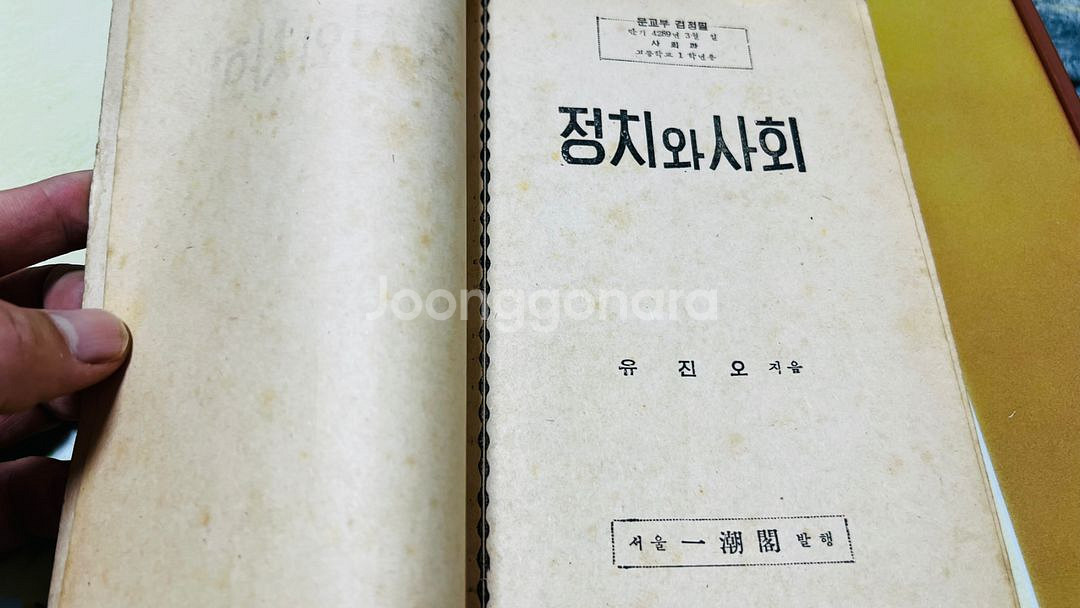 문교부 검정필
단기 4289년 3월 일
사회과
고등학교 1 학년용
정치와사회
Joonggonara
유진오 지음
서울 一潮閣 발행